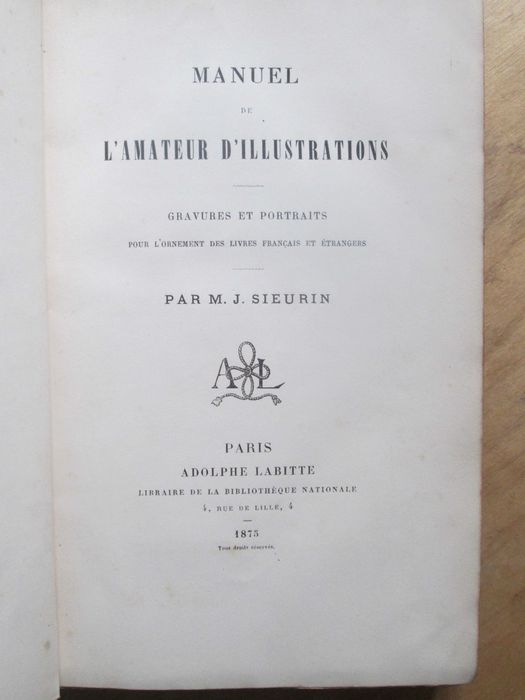 MANUEL
DE
L'AMATEUR D'ILLUSTRATIONS
GRAVURES ET PORTRAITS
POUR L'ORNEMENT DES LIVRES FRANÇAIS ET ÉTRANGERS
PAR M. J. SIEURIN
A L
PARIS
ADOLPHE LABITTE
LIBRAIRE DE LA BIBLIOTHÈQUE NATIONALE
4, RUE DE LILLE, 4
1875
Tous droits réservés.